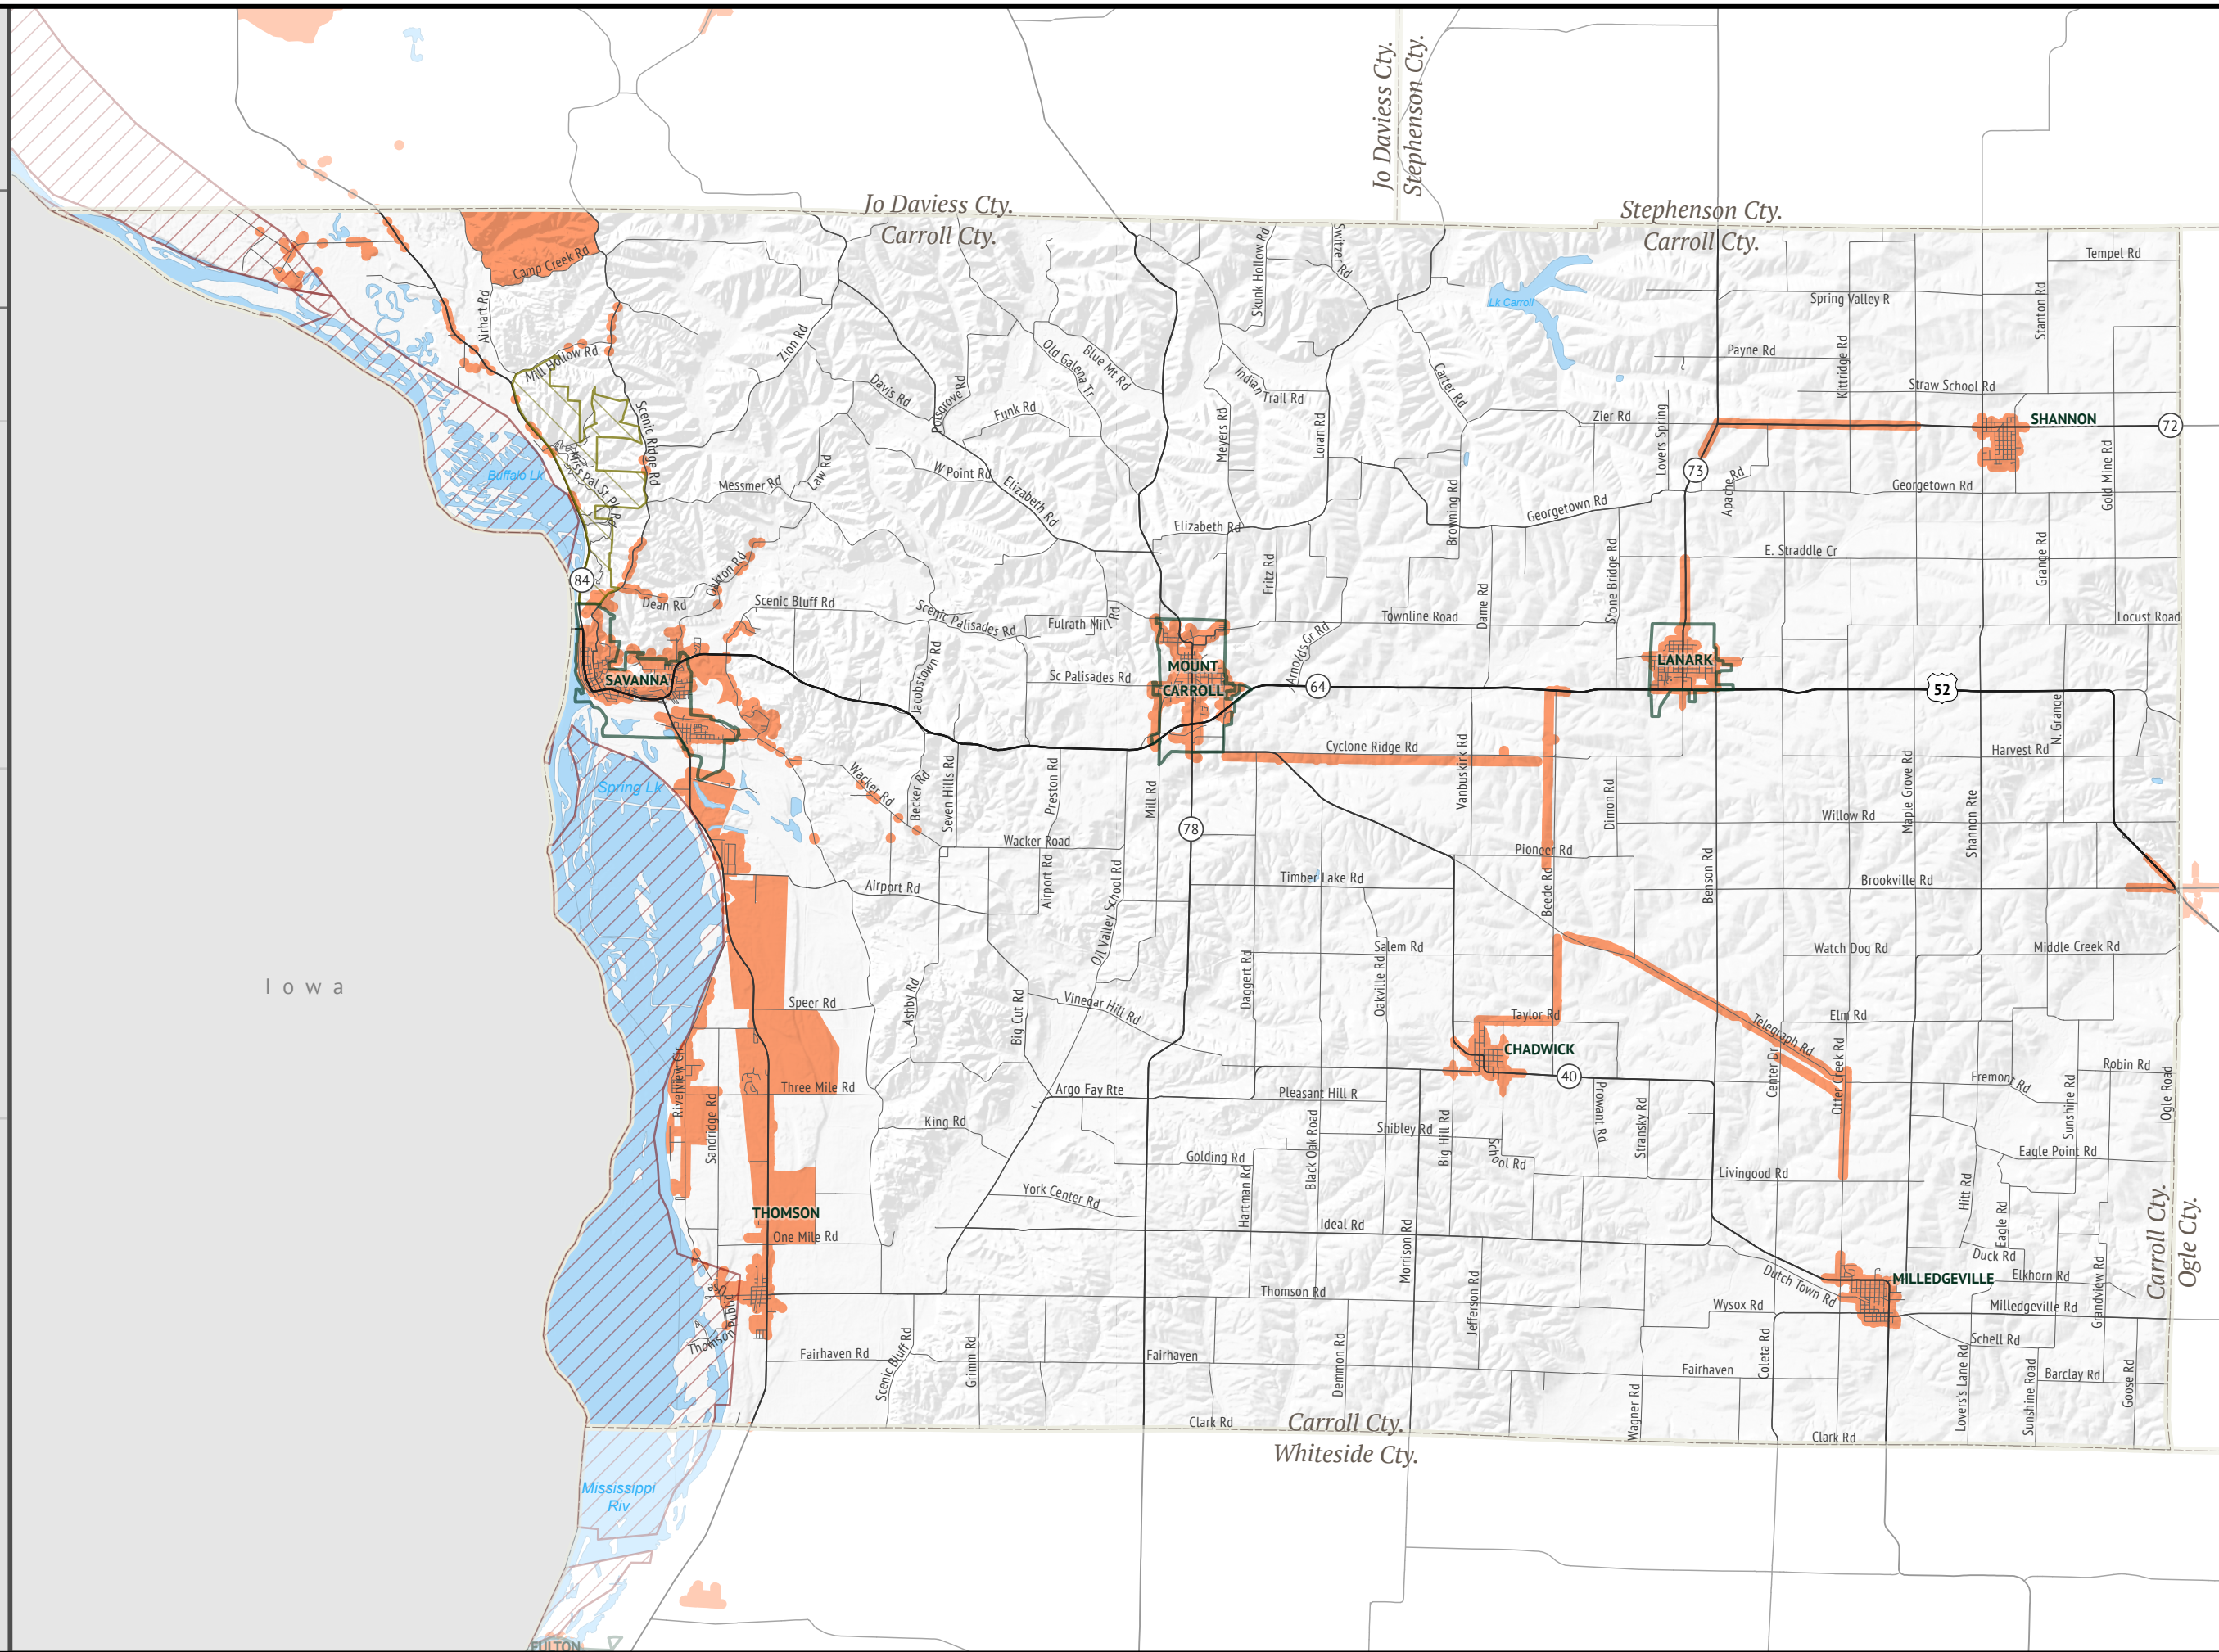 Jo Daviess Cty.
Stephenson Cty.
Jo Daviess Cty.
Carroll Cty.
Stephenson Cty.
Carroll Cty.
Camp Creek Rd
Airhart Rd
Mill Hollow Rd
Zion Rd
Skunk Hollow Rd
Switzer Rd
Lk Carroll
Tempel Rd
Spring Valley R
Stanton Rd
Payne Rd
Kittridge Rd
Straw School Rd
Old Galena Tr
Blue Mt Rd
Indian Trail Rd
Carter Rd
Davis Rd
Dotsgrove Rd
Funk Rd
Meyers Rd
Loran Rd
Zier Rd
Lovers Spring
SHANNON
72
Scenic Ridge Rd
Buffalo Lk
Miss Pal St Pk Rd
Messmer Rd
Law Rd
W Point Rd
Elizabeth Rd
73
Apache Rd
Georgetown Rd
Gold Mine Rd
Georgetown Rd
Browning Rd
Elizabeth Rd
E. Straddle Cr
Grange Rd
Stone Bridge Rd
Fritz Rd
Dame Rd
84
Oakton Rd
Dean Rd
Scenic Bluff Rd
Scenic Palisades Rd
Fulrath Mill Rd
Townline Road
Locust Road
Arnolds Gr Rd
SAVANNA
Jacobstown Rd
Sc Palisades Rd
MOUNT
CARROLL
64
LANARK
52
N. Grange
Cyclone Ridge Rd
Harvest Rd
Vanbuskirk Rd
Spring Lk
Wacker Rd
Becker Rd
Seven Hills Rd
Preston Rd
Mill Rd
78
Dimon Rd
Willow Rd
Maple Grove Rd
Shannon Rte
Wacker Road
Pioneer Rd
Benson Rd
Airport Rd
Airport Rd
Oil Valley School Rd
Timber Lake Rd
Beede Rd
Brookville Rd
Iowa
Salem Rd
Watch Dog Rd
Middle Creek Rd
Daggert Rd
Oakville Rd
Speer Rd
Ashby Rd
Big Cut Rd
Vinegar Hill Rd
Taylor Rd
Elm Rd
Telegraph Rd
CHADWICK
40
Center Dr
Otter Creek Rd
Riverview Cir
Sandridge Rd
Three Mile Rd
Argo Fay Rte
Pleasant Hill R
Fremont Rd
Robin Rd
Sunshine Rd
Ogle Road
King Rd
Black Oak Road
Shibley Rd
Big Hill Rd
School Rd
Prowant Rd
Stransky Rd
Golding Rd
Hartman Rd
Eagle Point Rd
Livingood Rd
York Center Rd
Hitt Rd
Eagle Rd
THOMSON
One Mile Rd
Ideal Rd
Morrison Rd
Carroll Cty.
Ogle Cty.
Duck Rd
Dutch Town Rd
MILLEDGEVILLE
Elkhorn Rd
Grandview Rd
Thomson Rd
Jefferson Rd
Wysox Rd
Milledgeville Rd
Thomson Public Use
Schell Rd
Fairhaven Rd
Scenic Bluff Rd
Grimm Rd
Fairhaven
Demmon Rd
Fairhaven
Coleta Rd
Wagner Rd
Lovers's Lane Rd
Sunshine Road
Barclay Rd
Goose Rd
Clark Rd
Carroll Cty.
Whiteside Cty.
Clark Rd
Mississippi
Riv
FULTON